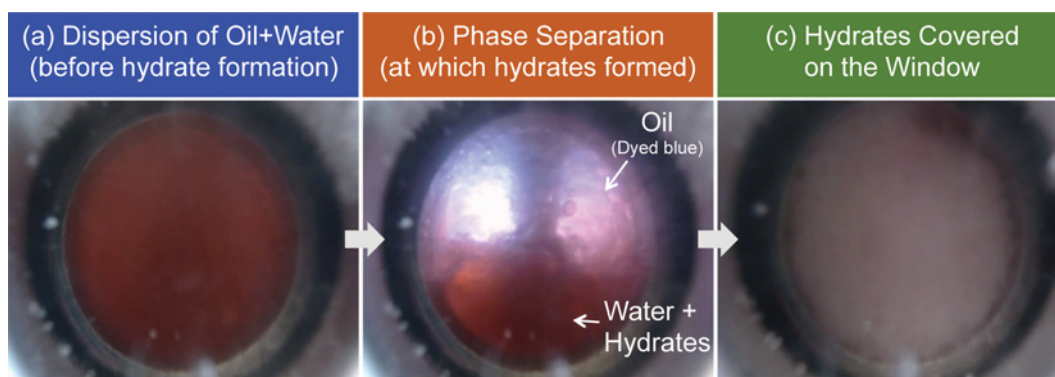 (a) Dispersion of Oil+Water
(before hydrate formation)
(b) Phase Separation
(at which hydrates formed)
(c) Hydrates Covered
on the Window
Oil
(Dyed blue)
Water +
Hydrates